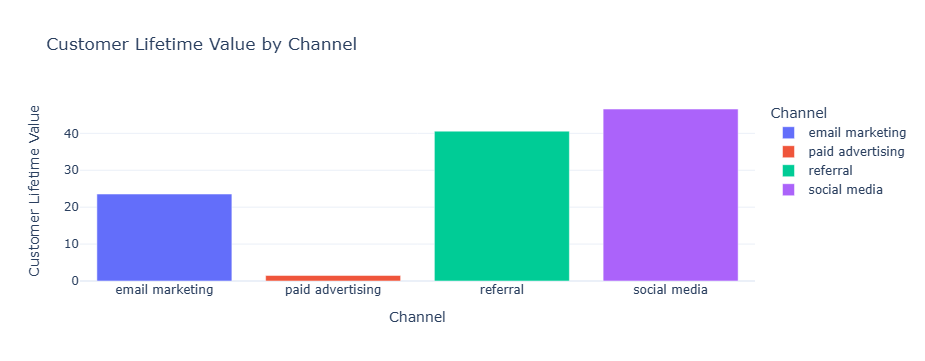 Customer Lifetime Value by Channel
Customer Lifetime Value
40
30
20
10
0
email marketing
paid advertising
referral
social media
Channel
Channel
email marketing
paid advertising
referral
social media